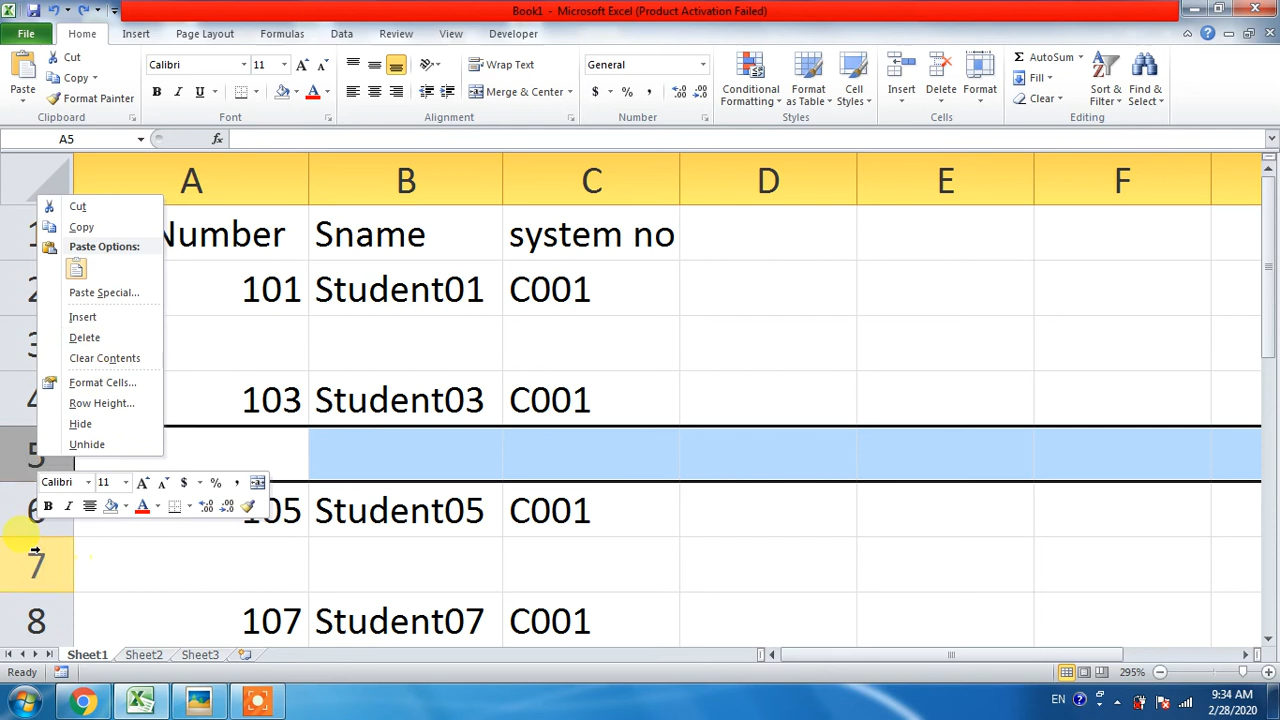 Book1 - Microsoft Excel (Product Activation Failed)
File Home Insert Page Layout Formulas Data Review View Developer
Paste
Cut
Copy
Format Painter
Clipboard
Calibri 11
B I U A
Font
Wrap Text
Merge & Center
Alignment
General
$ % ,
Number
Conditional Formatting
Format as Table
Cell Styles
Styles
Insert
Delete
Format
Cells
AutoSum
Fill
Clear
Sort & Filter
Find & Select
Editing
A5 fx
A B C D E F
1 Number Sname system no
2 101 Student01 C001
3
4 103 Student03 C001
5
6 105 Student05 C001
7
8 107 Student07 C001
Cut
Copy
Paste Options:
Paste Special...
Insert
Delete
Clear Contents
Format Cells...
Row Height...
Hide
Unhide
Calibri 11 A A $ % ,
B I A
Sheet1 Sheet2 Sheet3
Ready 295%
EN 9:34 AM
2/28/2020